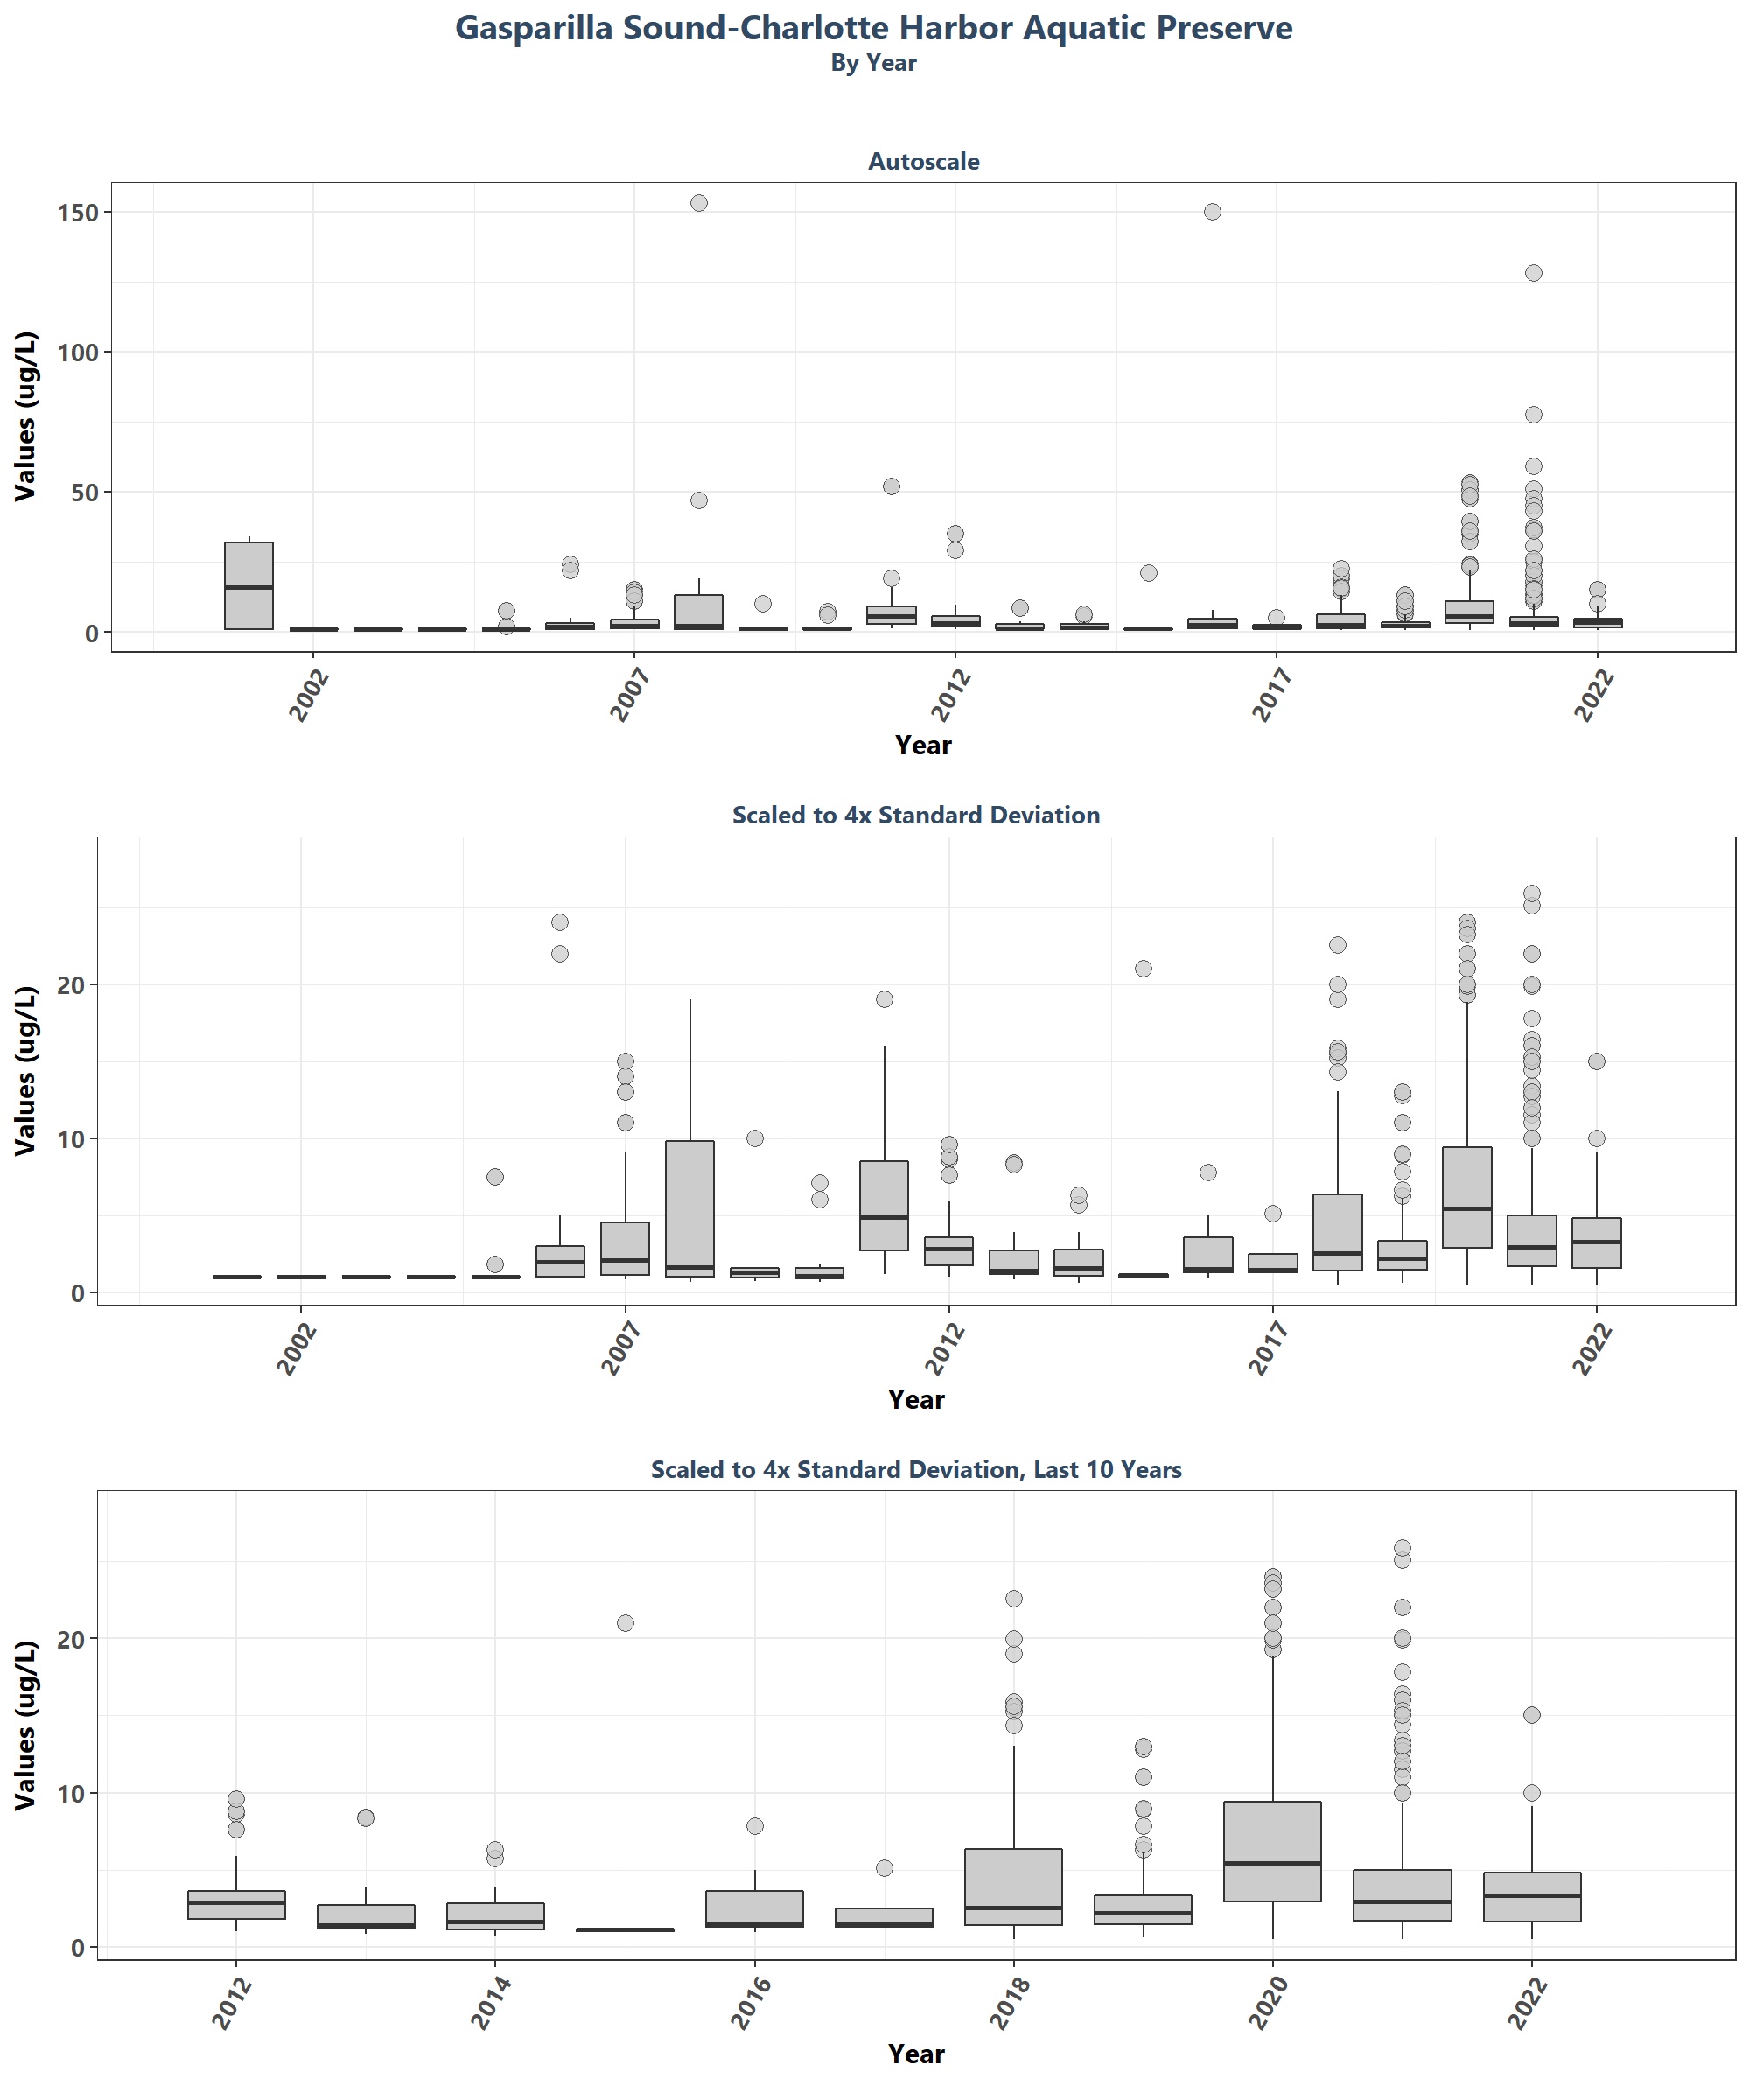 Gasparilla Sound-Charlotte Harbor Aquatic Preserve
By Year
Autoscale
Values (ug/L)
150
100
50
0
2002
2007
2012
2017
2022
Year
Scaled to 4x Standard Deviation
Values (ug/L)
20
10
0
2002
2007
2012
2017
2022
Year
Scaled to 4x Standard Deviation, Last 10 Years
Values (ug/L)
20
10
0
2012
2014
2016
2018
2020
2022
Year